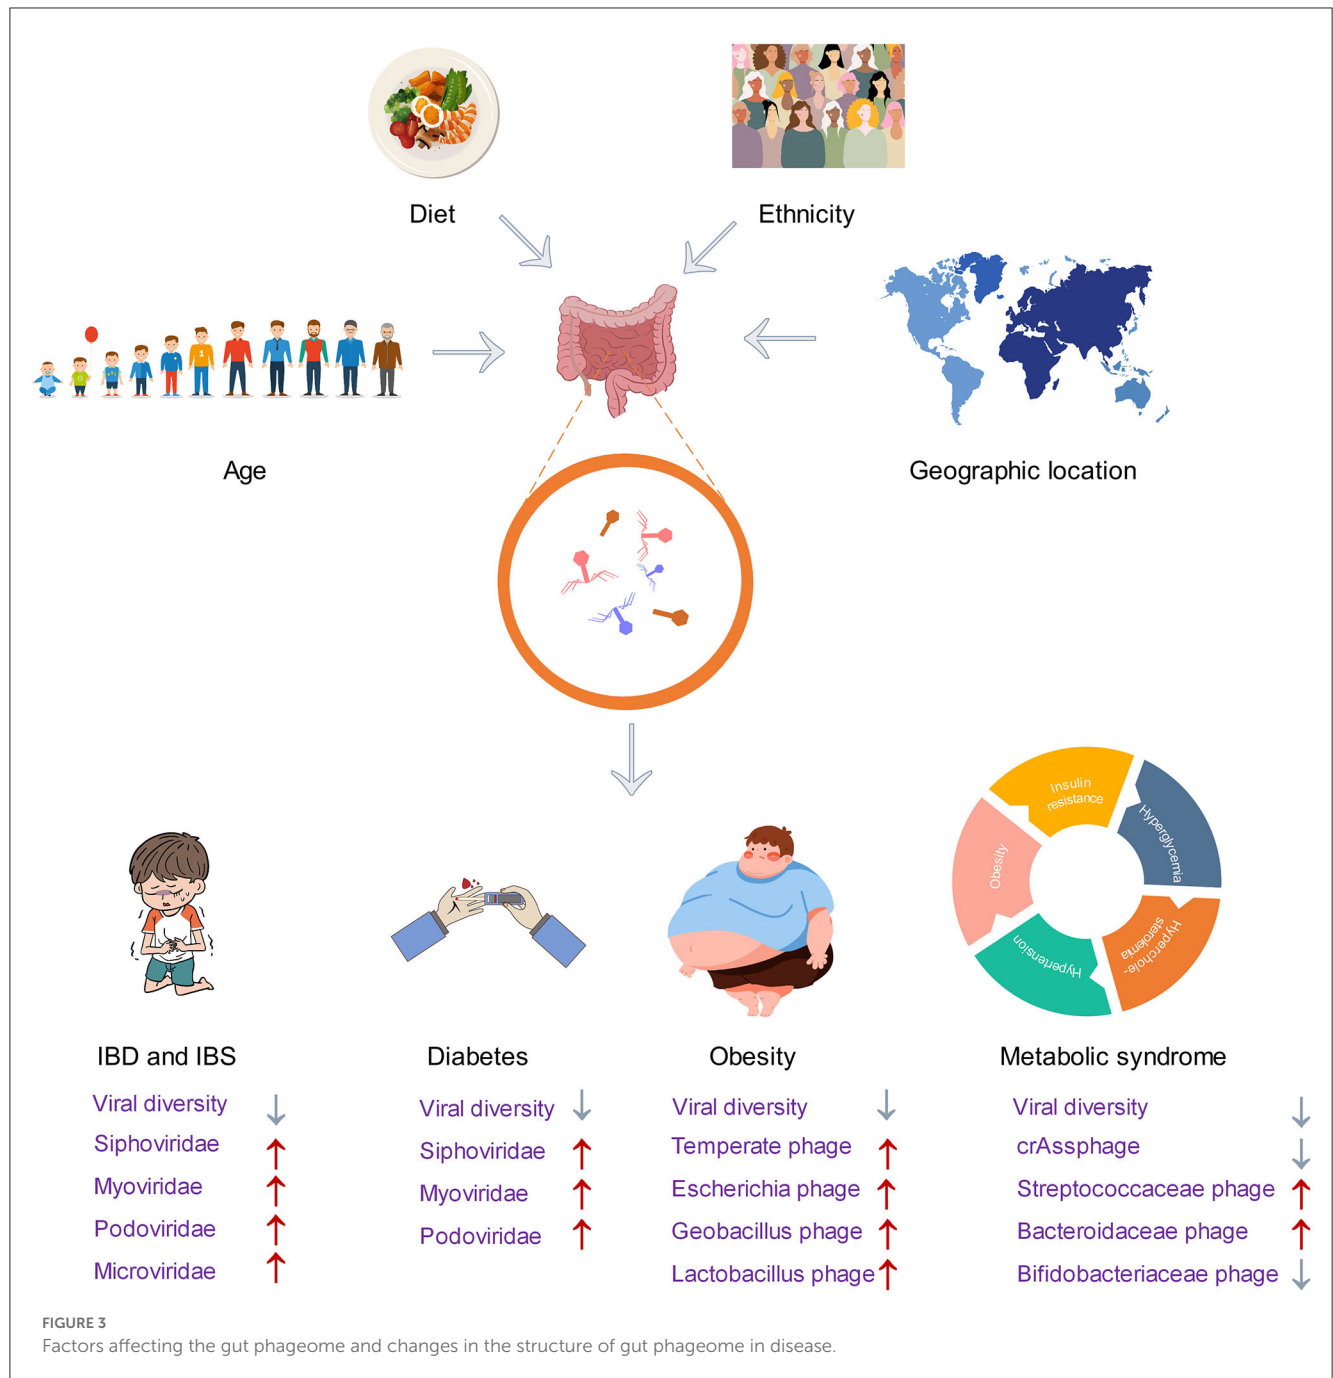 Diet
Ethnicity
Age
Geographic location
1
Insulin
resistance
Hyperglycemia
Hyperchole-
sterolemia
Hypertension
Obesity
IBD and IBS
Viral diversity ↓
Siphoviridae ↑
Myoviridae ↑
Podoviridae ↑
Microviridae ↑
Diabetes
Viral diversity ↓
Siphoviridae ↑
Myoviridae ↑
Podoviridae ↑
Obesity
Viral diversity ↓
Temperate phage ↑
Escherichia phage ↑
Geobacillus phage ↑
Lactobacillus phage ↑
Metabolic syndrome
Viral diversity ↓
crAssphage ↓
Streptococcaceae phage ↑
Bacteroidaceae phage ↑
Bifidobacteriaceae phage ↓
FIGURE 3
Factors affecting the gut phageome and changes in the structure of gut phageome in disease.